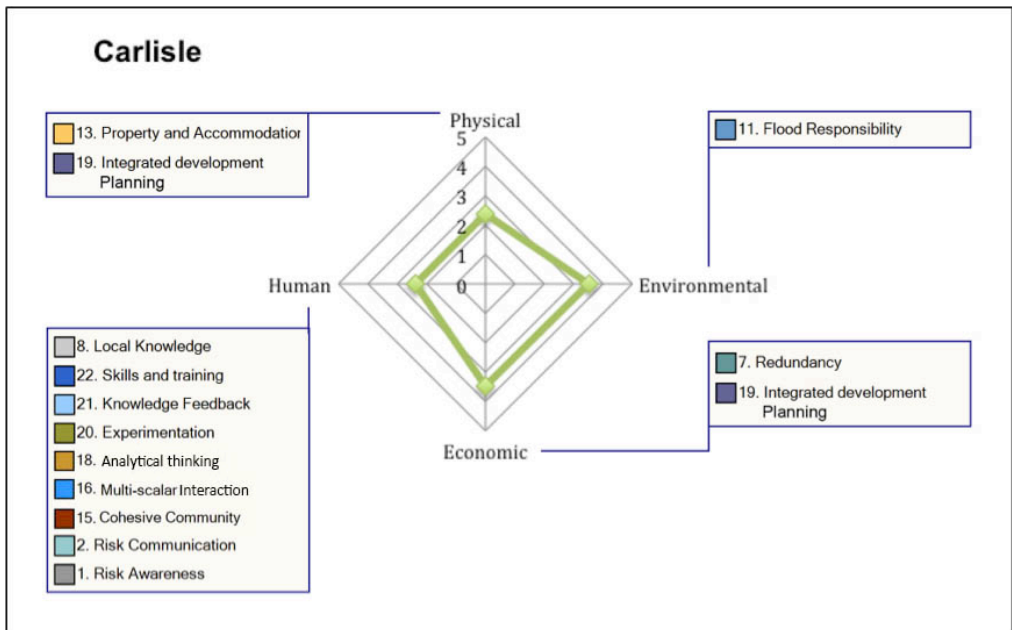 Carlisle
13. Property and Accommodation
19. Integrated development
Planning
Physical
5
4
3
2
1
0
11. Flood Responsibility
Human
Environmental
8. Local Knowledge
22. Skills and training
21. Knowledge Feedback
20. Experimentation
18. Analytical thinking
16. Multi-scalar Interaction
15. Cohesive Community
2. Risk Communication
1. Risk Awareness
7. Redundancy
19. Integrated development
Planning
Economic